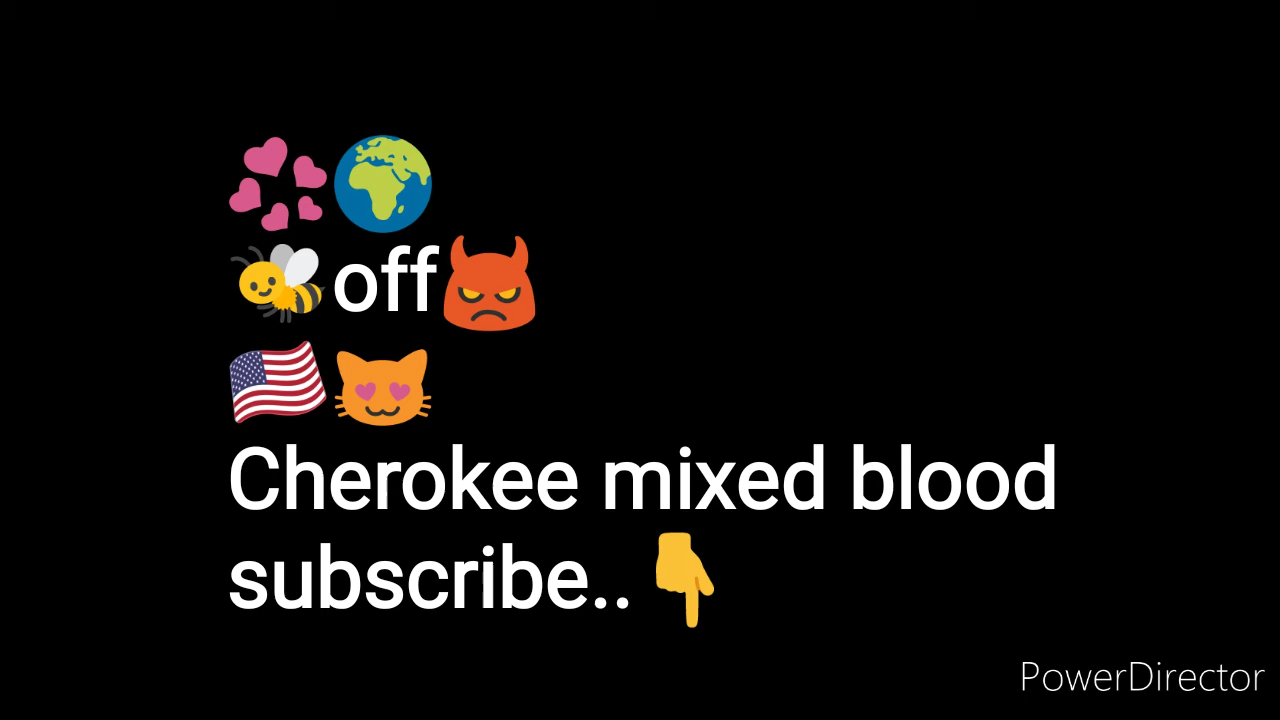 💞🌍
🐝off👿
🇺🇸😻
Cherokee mixed blood
subscribe..👇
PowerDirector